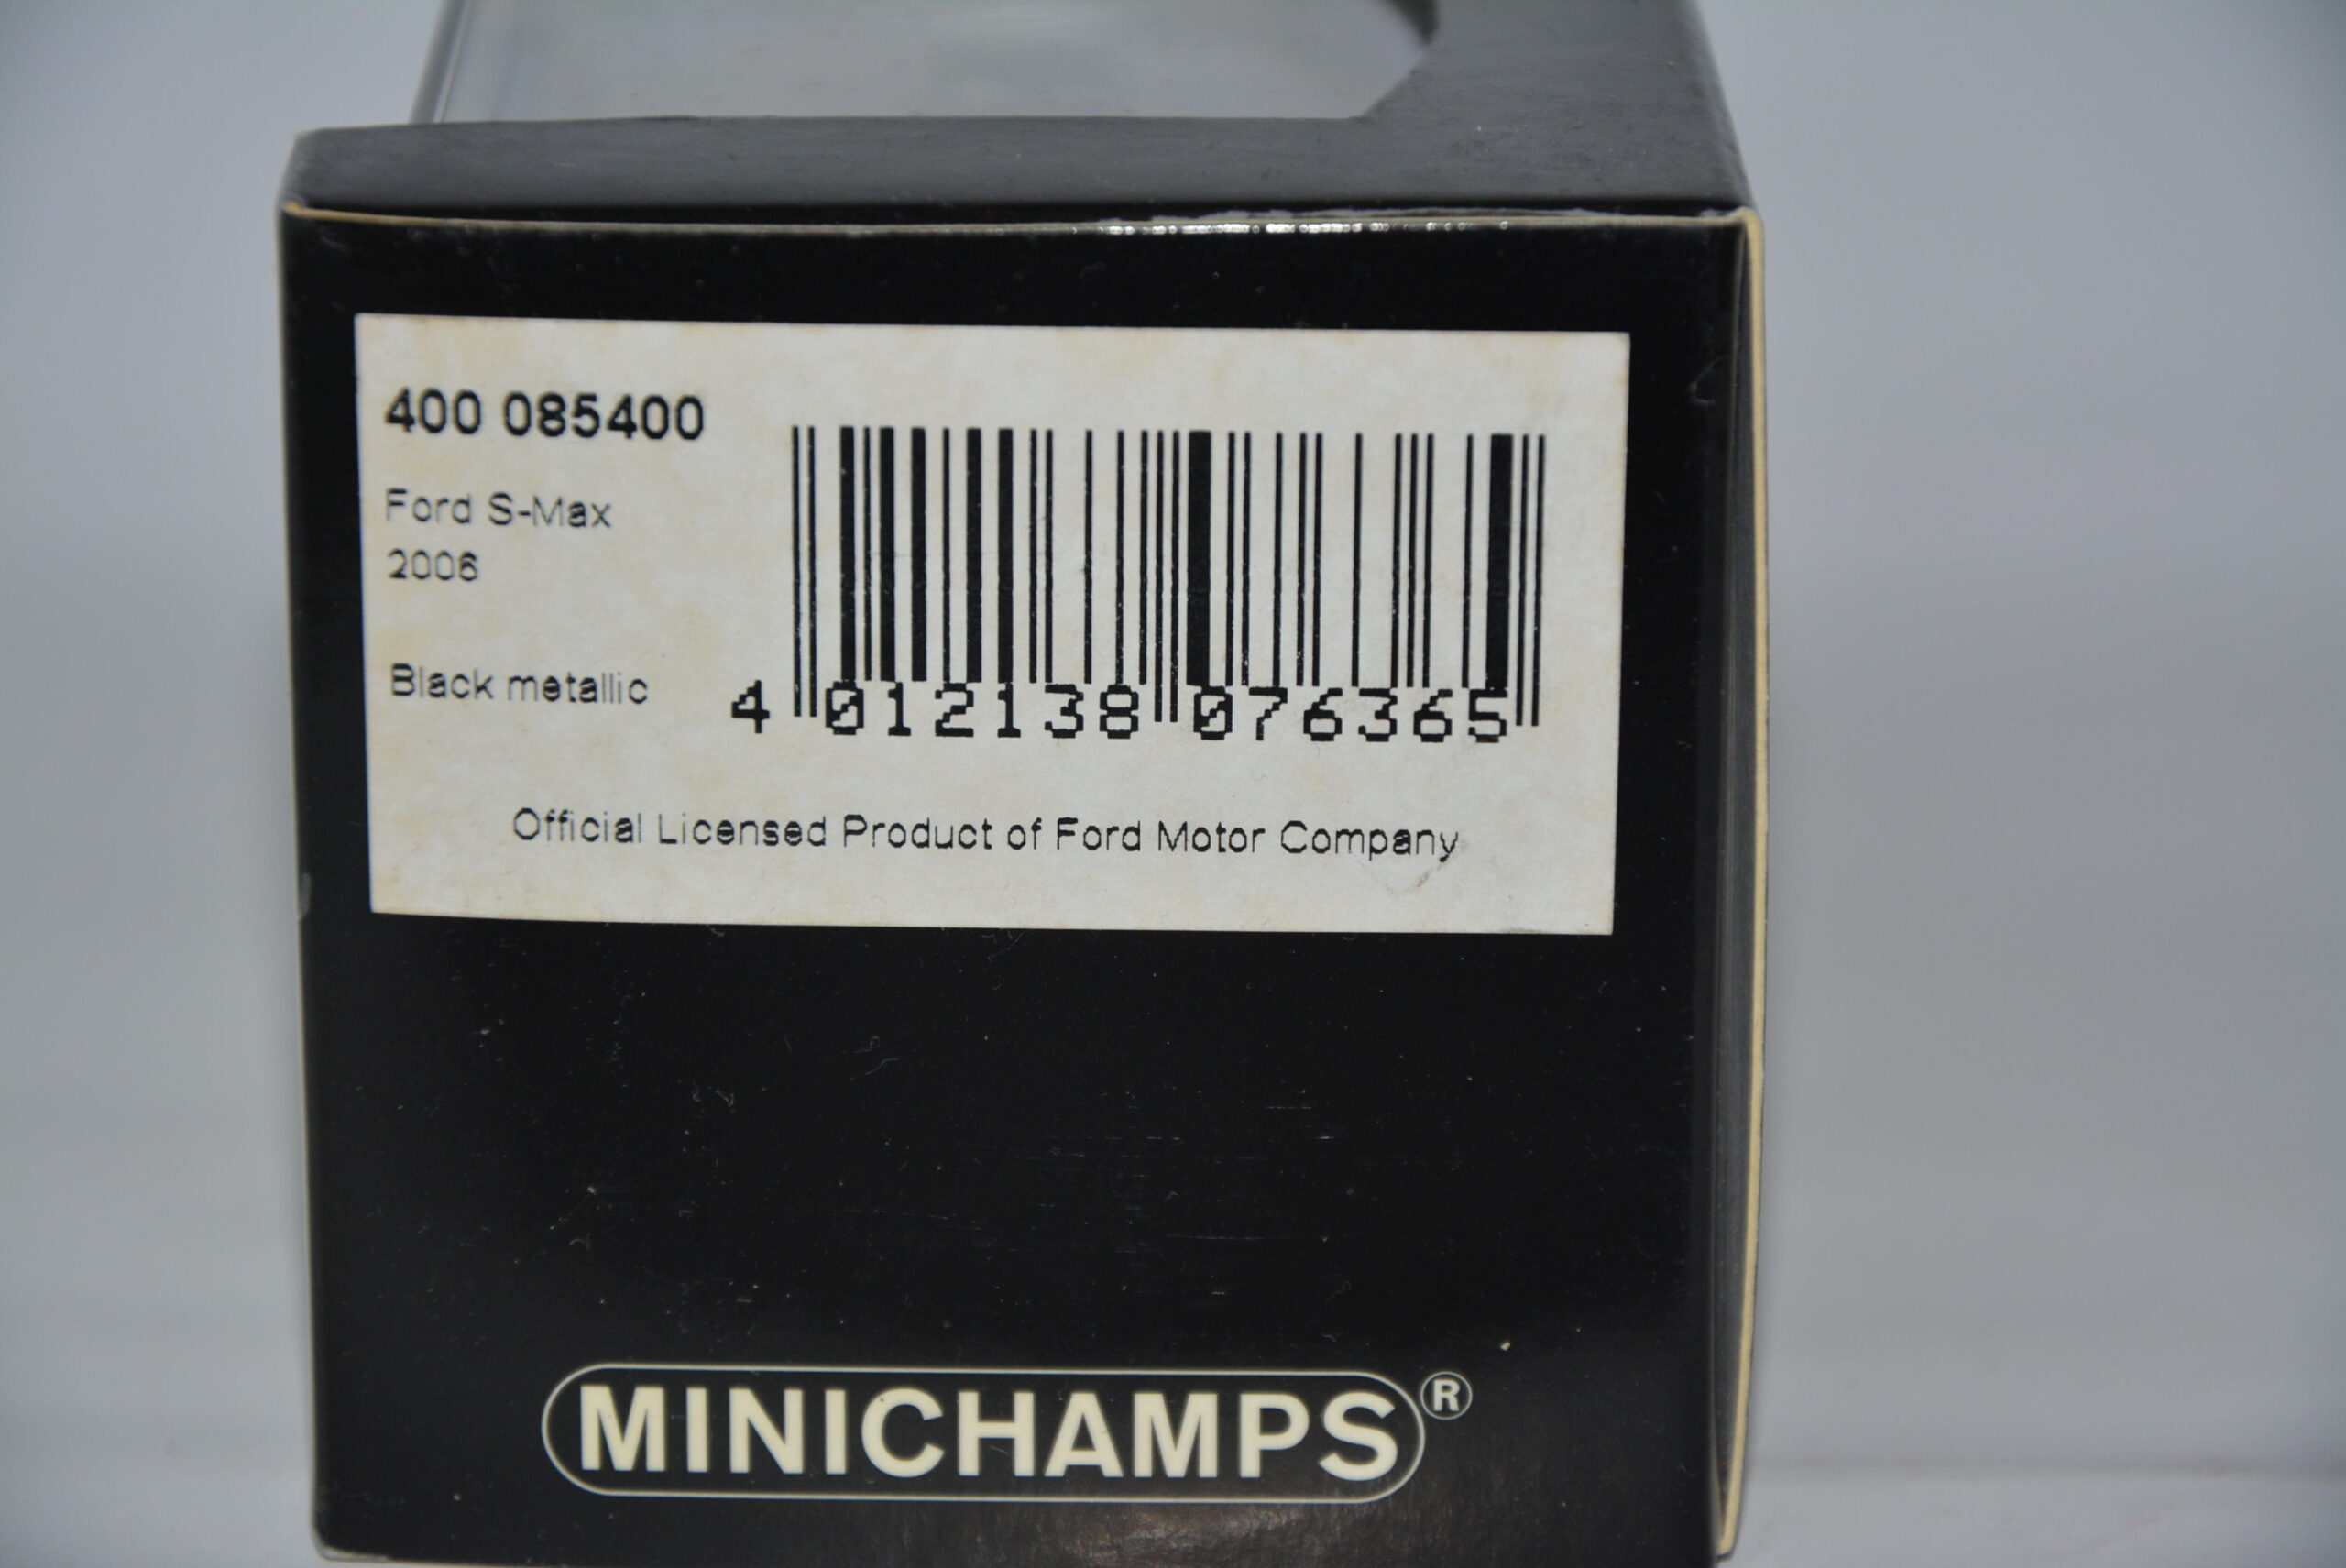 400 085400
Ford S-Max
2006
Black metallic
4 012138 076365
Official Licensed Product of Ford Motor Company
MINICHAMPS®